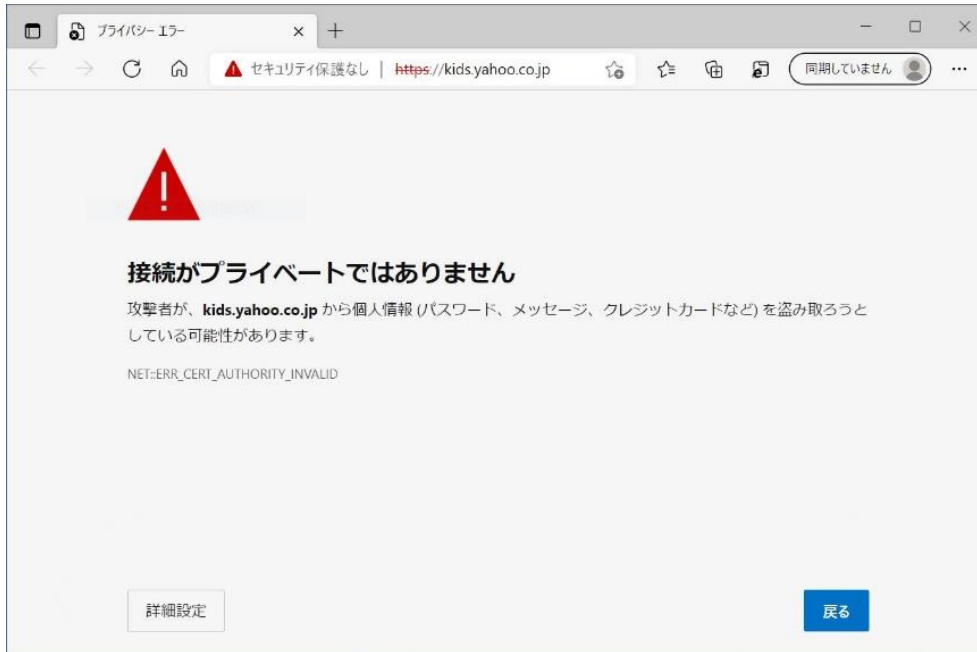 プライバシー エラー
セキュリティ保護なし | https://kids.yahoo.co.jp
同期していません
接続がプライベートではありません
攻撃者が、kids.yahoo.co.jp から個人情報 (パスワード、メッセージ、クレジットカードなど) を盗み取ろうと
している可能性があります。
NET::ERR_CERT_AUTHORITY_INVALID
詳細設定
戻る